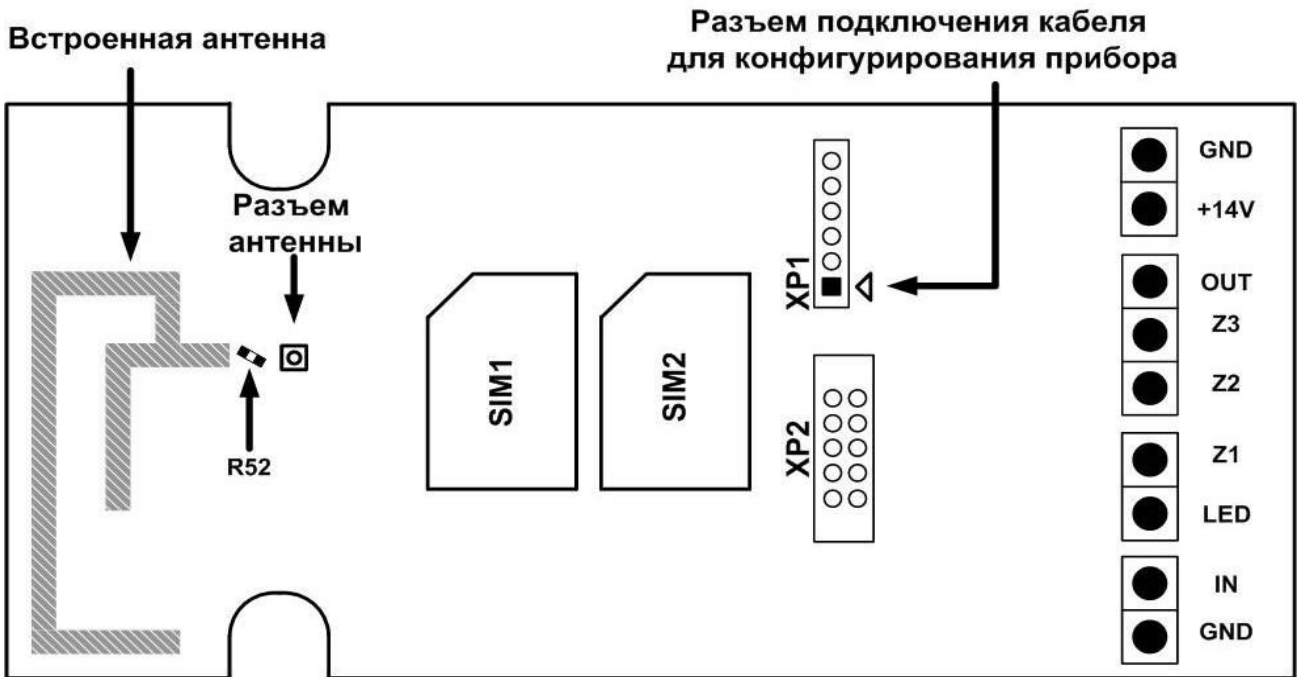 Встроенная антенна
Разъем подключения кабеля
для конфигурирования прибора
Разъем
антенны
R52
SIM1
SIM2
XP1
XP2
GND
+14V
OUT
Z3
Z2
Z1
LED
IN
GND